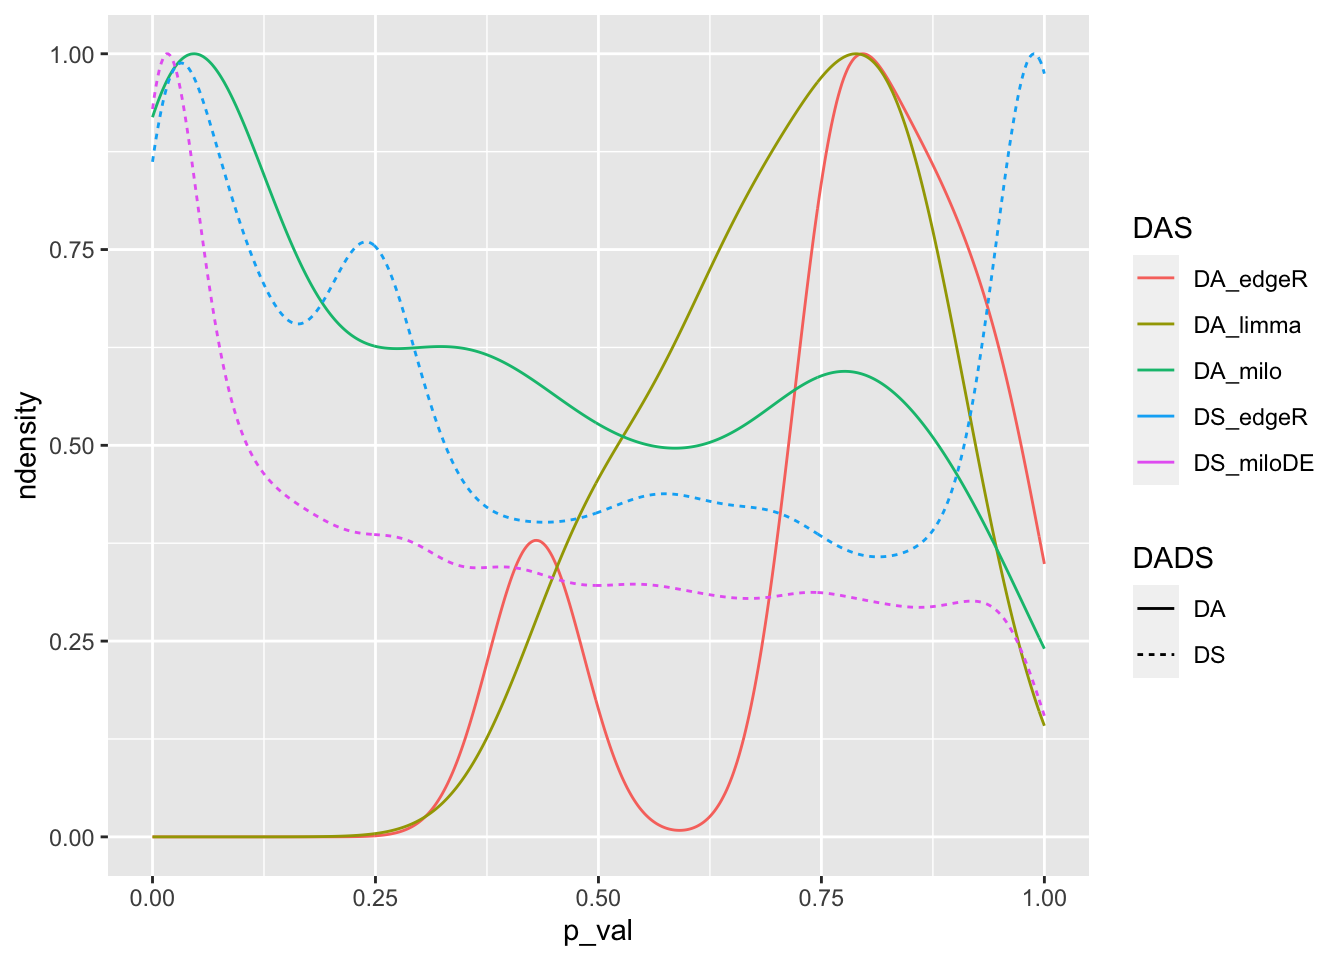 1.00
0.75
0.50
0.25
0.00
ndensity
0.00 0.25 0.50 0.75 1.00
p_val
DAS
DA_edgeR
DA_limma
DA_milo
DS_edgeR
DS_miloDE
DADS
DA
DS